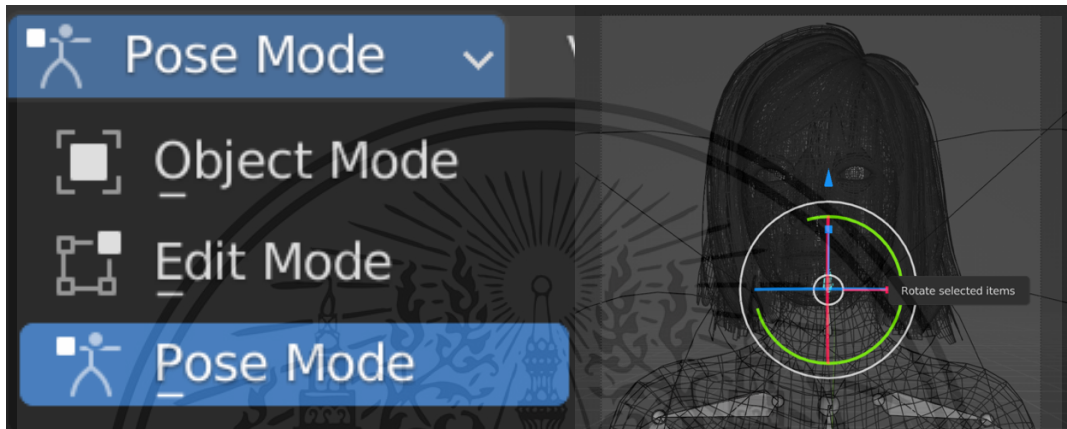 Pose Mode
Object Mode
Edit Mode
Pose Mode
Rotate selected items